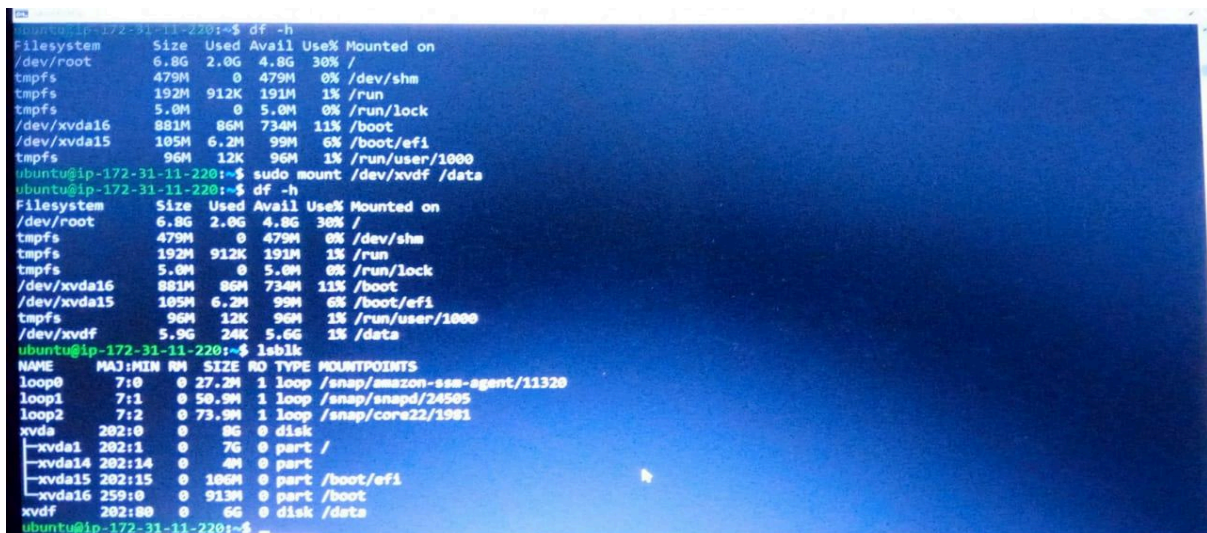 ubuntu@ip-172-31-11-220:~$ df -h
Filesystem Size Used Avail Use% Mounted on
/dev/root 6.8G 2.0G 4.8G 30% /
tmpfs 479M 0 479M 0% /dev/shm
tmpfs 192M 912K 191M 1% /run
tmpfs 5.0M 0 5.0M 0% /run/lock
/dev/xvda16 881M 86M 734M 11% /boot
/dev/xvda15 105M 6.2M 99M 6% /boot/efi
tmpfs 96M 12K 96M 1% /run/user/1000
ubuntu@ip-172-31-11-220:~$ sudo mount /dev/xvdf /data
ubuntu@ip-172-31-11-220:~$ df -h
Filesystem Size Used Avail Use% Mounted on
/dev/root 6.8G 2.0G 4.8G 30% /
tmpfs 479M 0 479M 0% /dev/shm
tmpfs 192M 912K 191M 1% /run
tmpfs 5.0M 0 5.0M 0% /run/lock
/dev/xvda16 881M 86M 734M 11% /boot
/dev/xvda15 105M 6.2M 99M 6% /boot/efi
tmpfs 96M 12K 96M 1% /run/user/1000
/dev/xvdf 5.9G 24K 5.6G 1% /data
ubuntu@ip-172-31-11-220:~$ lsblk
NAME MAJ:MIN RM SIZE RO TYPE MOUNTPOINTS
loop0 7:0 0 27.2M 1 loop /snap/amazon-ssm-agent/11320
loop1 7:1 0 50.9M 1 loop /snap/snapd/24505
loop2 7:2 0 73.9M 1 loop /snap/core22/1981
xvda 202:0 0 8G 0 disk
├─xvda1 202:1 0 7G 0 part /
├─xvda14 202:14 0 4M 0 part
├─xvda15 202:15 0 106M 0 part /boot/efi
└─xvda16 259:0 0 913M 0 part /boot
xvdf 202:80 0 6G 0 disk /data
ubuntu@ip-172-31-11-220:~$ _